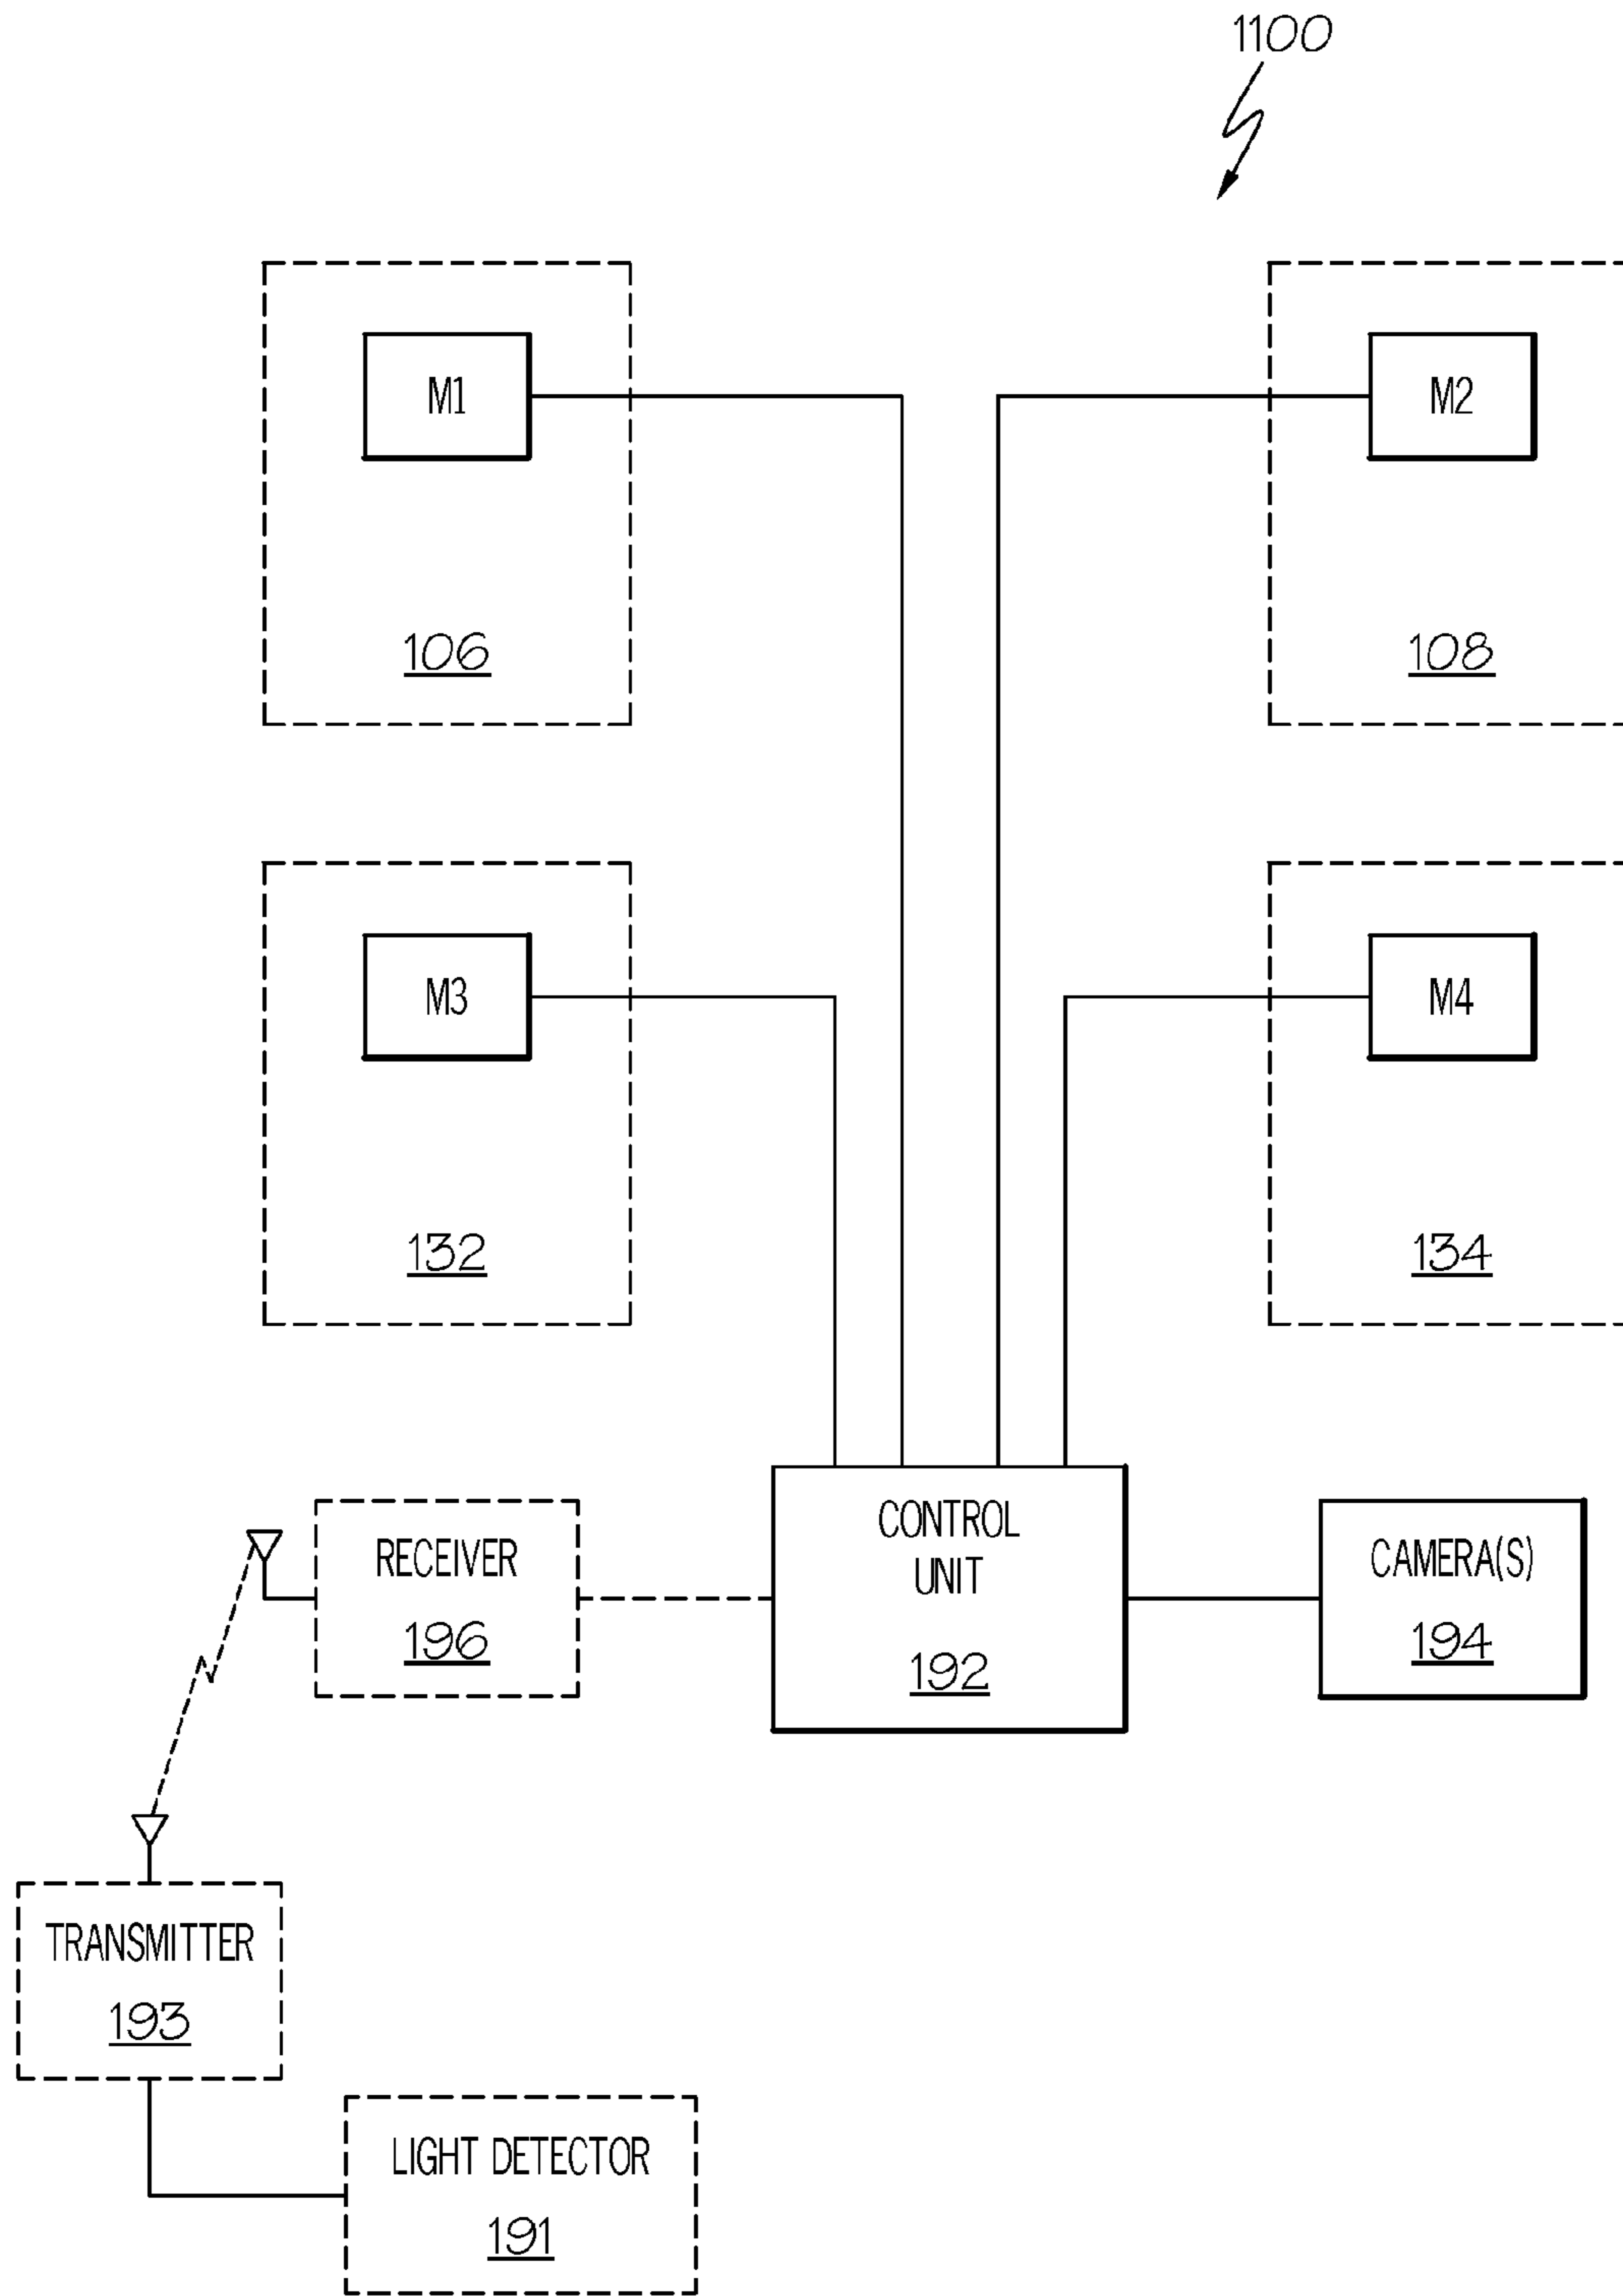 1100
M1
M2
106
108
M3
M4
132
134
RECEIVER
196
CONTROL
UNIT
192
CAMERA(S)
194
TRANSMITTER
193
LIGHT DETECTOR
191